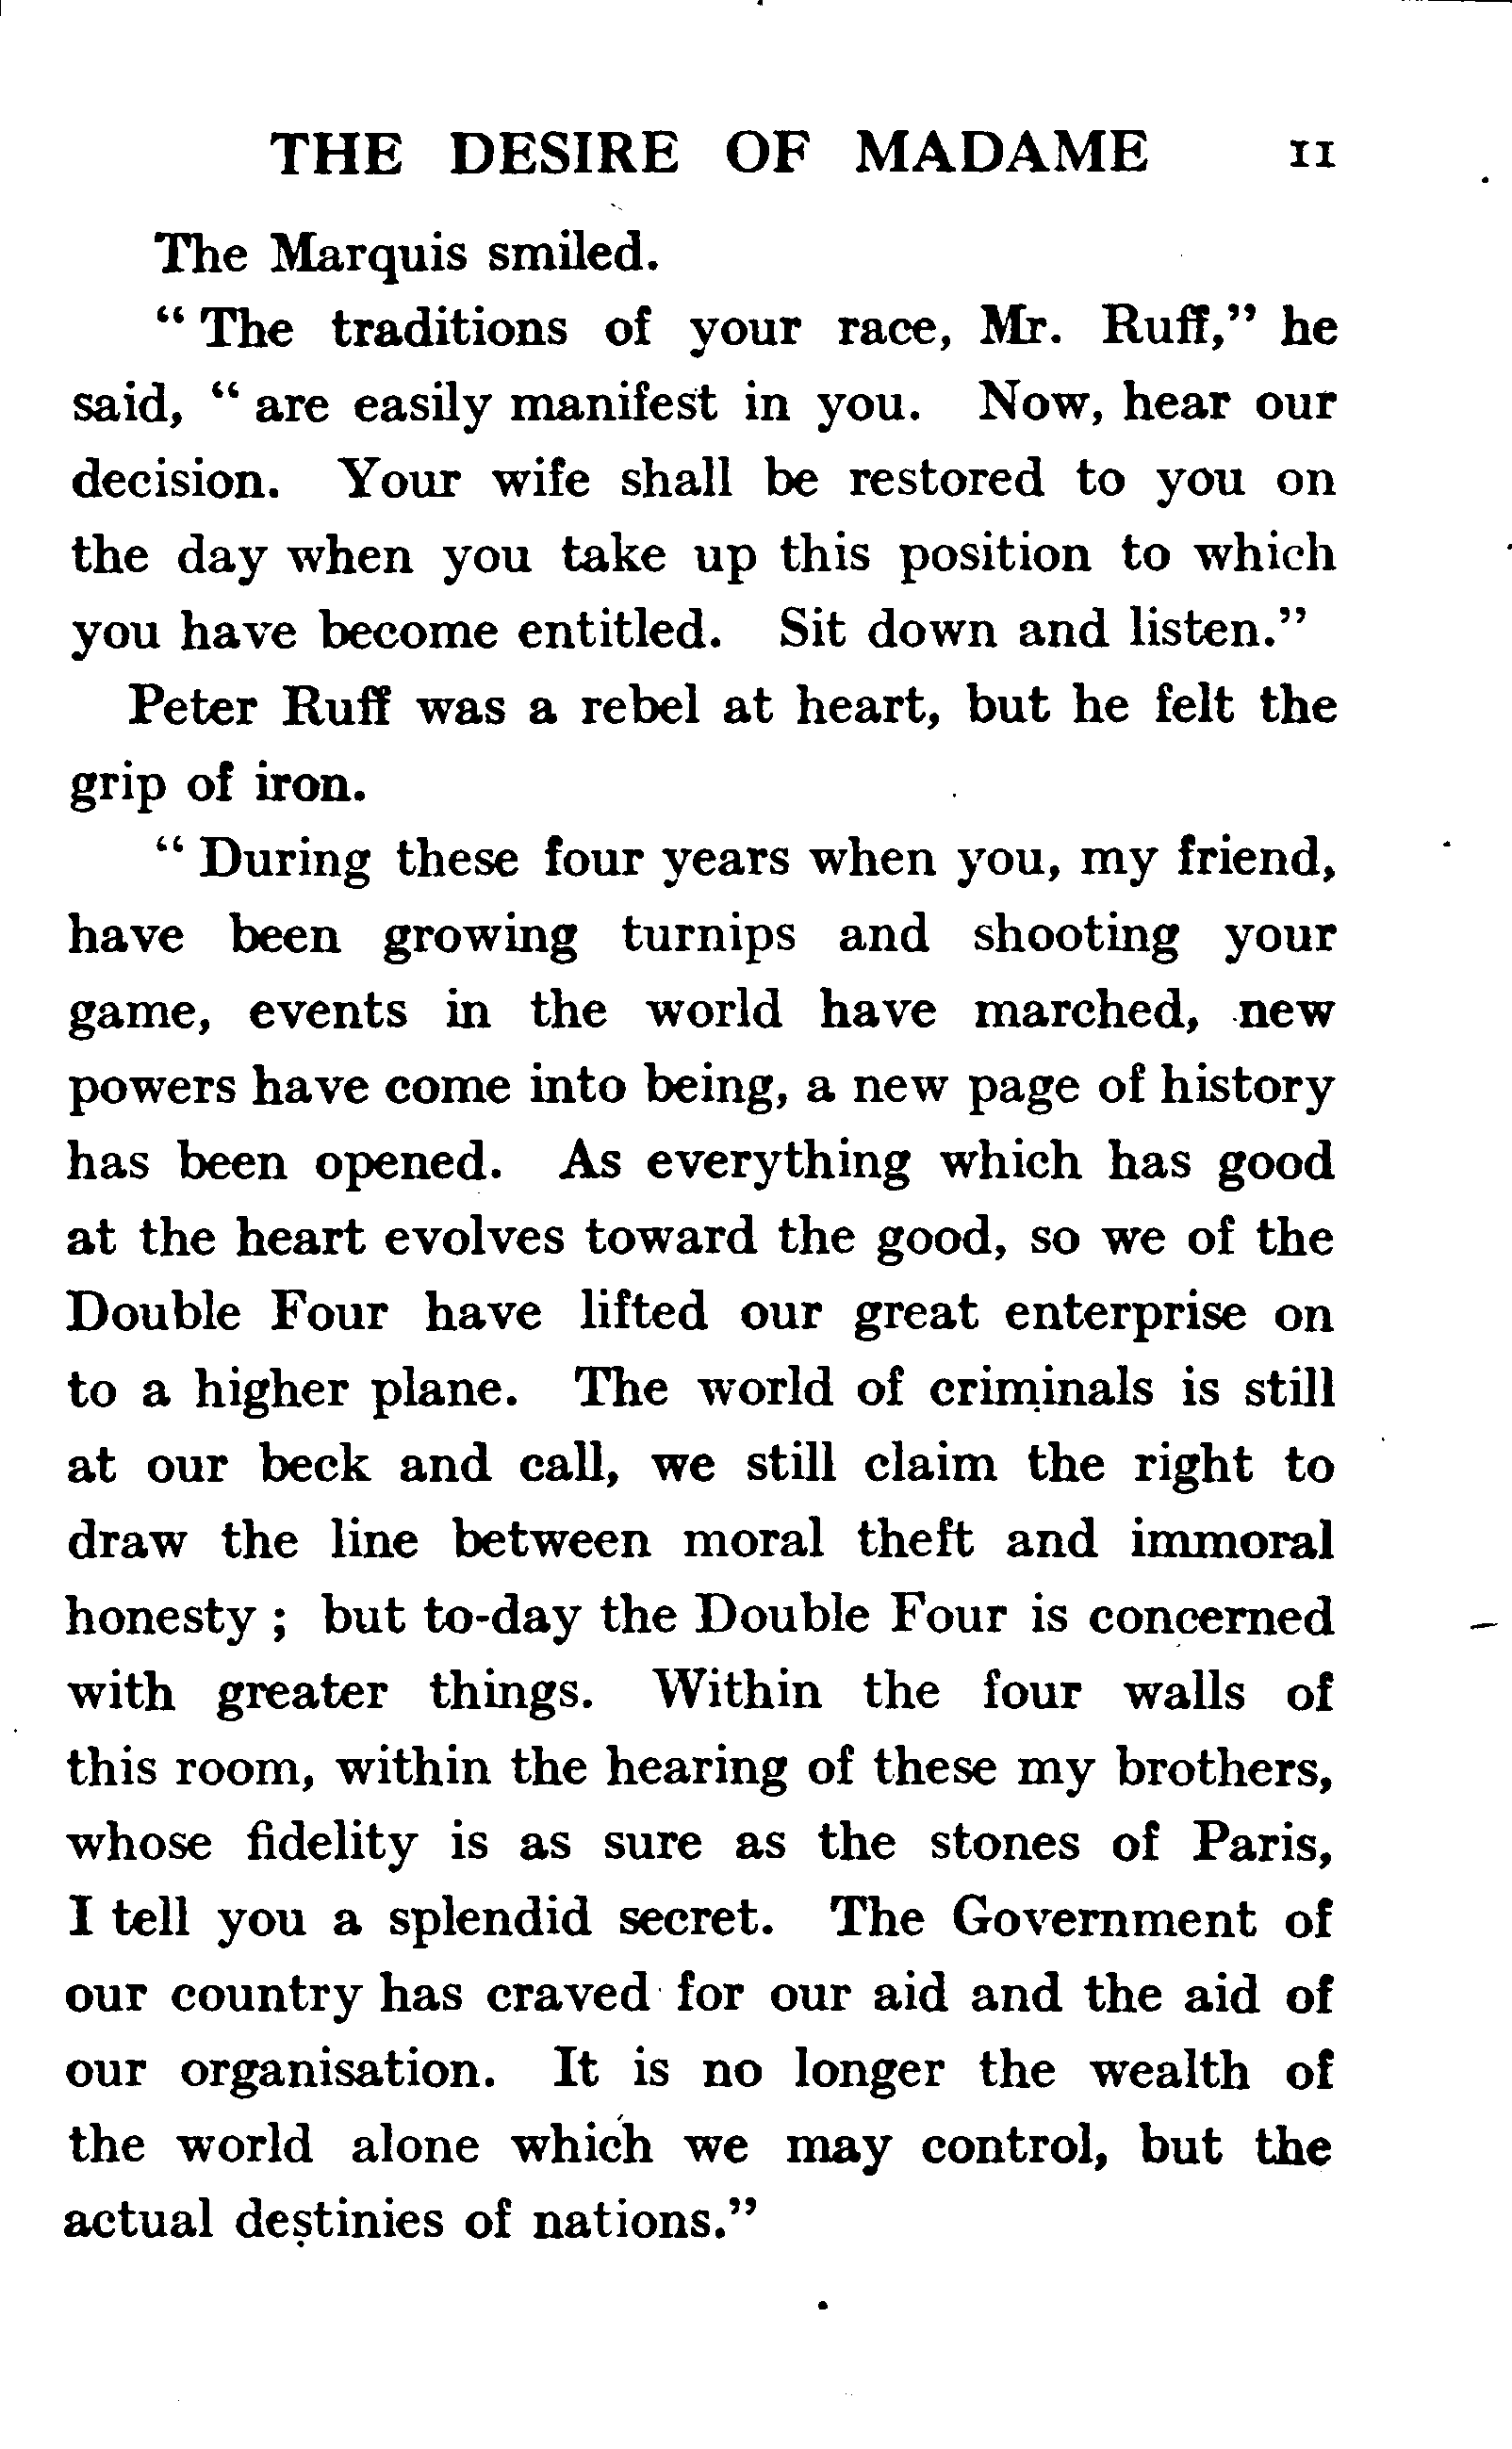 THE DESIRE OF MADAME 11
The Marquis smiled.
“ The traditions of your race, Mr. Ruff,” he
said, “ are easily manifest in you. Now, hear our
decision. Your wife shall be restored to you on
the day when you take up this position to which
you have become entitled. Sit down and listen.”
Peter Ruff was a rebel at heart, but he felt the
grip of iron.
“ During these four years when you, my friend,
have been growing turnips and shooting your
game, events in the world have marched, new
powers have come into being, a new page of history
has been opened. As everything which has good
at the heart evolves toward the good, so we of the
Double Four have lifted our great enterprise on
to a higher plane. The world of criminals is still
at our beck and call, we still claim the right to
draw the line between moral theft and immoral
honesty ; but to-day the Double Four is concerned
with greater things. Within the four walls of
this room, within the hearing of these my brothers,
whose fidelity is as sure as the stones of Paris,
I tell you a splendid secret. The Government of
our country has craved for our aid and the aid of
our organisation. It is no longer the wealth of
the world alone which we may control, but the
actual destinies of nations.”